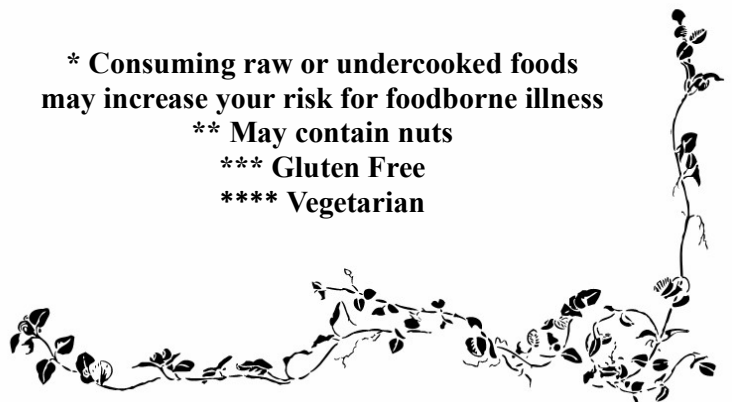 * Consuming raw or undercooked foods
may increase your risk for foodborne illness
** May contain nuts
*** Gluten Free
**** Vegetarian